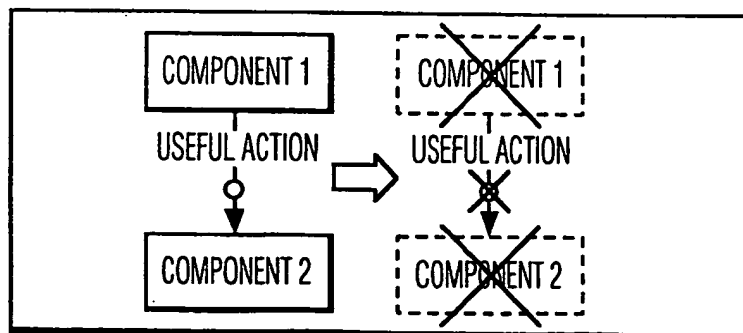 COMPONENT 1
USEFUL ACTION
COMPONENT 2
COMPONENT 1
USEFUL ACTION
COMPONENT 2